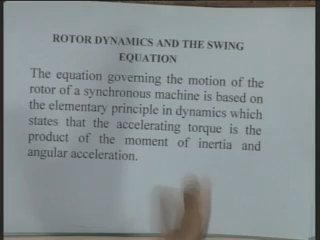 ROTOR DYNAMICS AND THE SWING
EQUATION
The equation governing the motion of the
rotor of a synchronous machine is based on
the elementary principle in dynamics which
states that the accelerating torque is the
product of the moment of inertia and
angular acceleration.